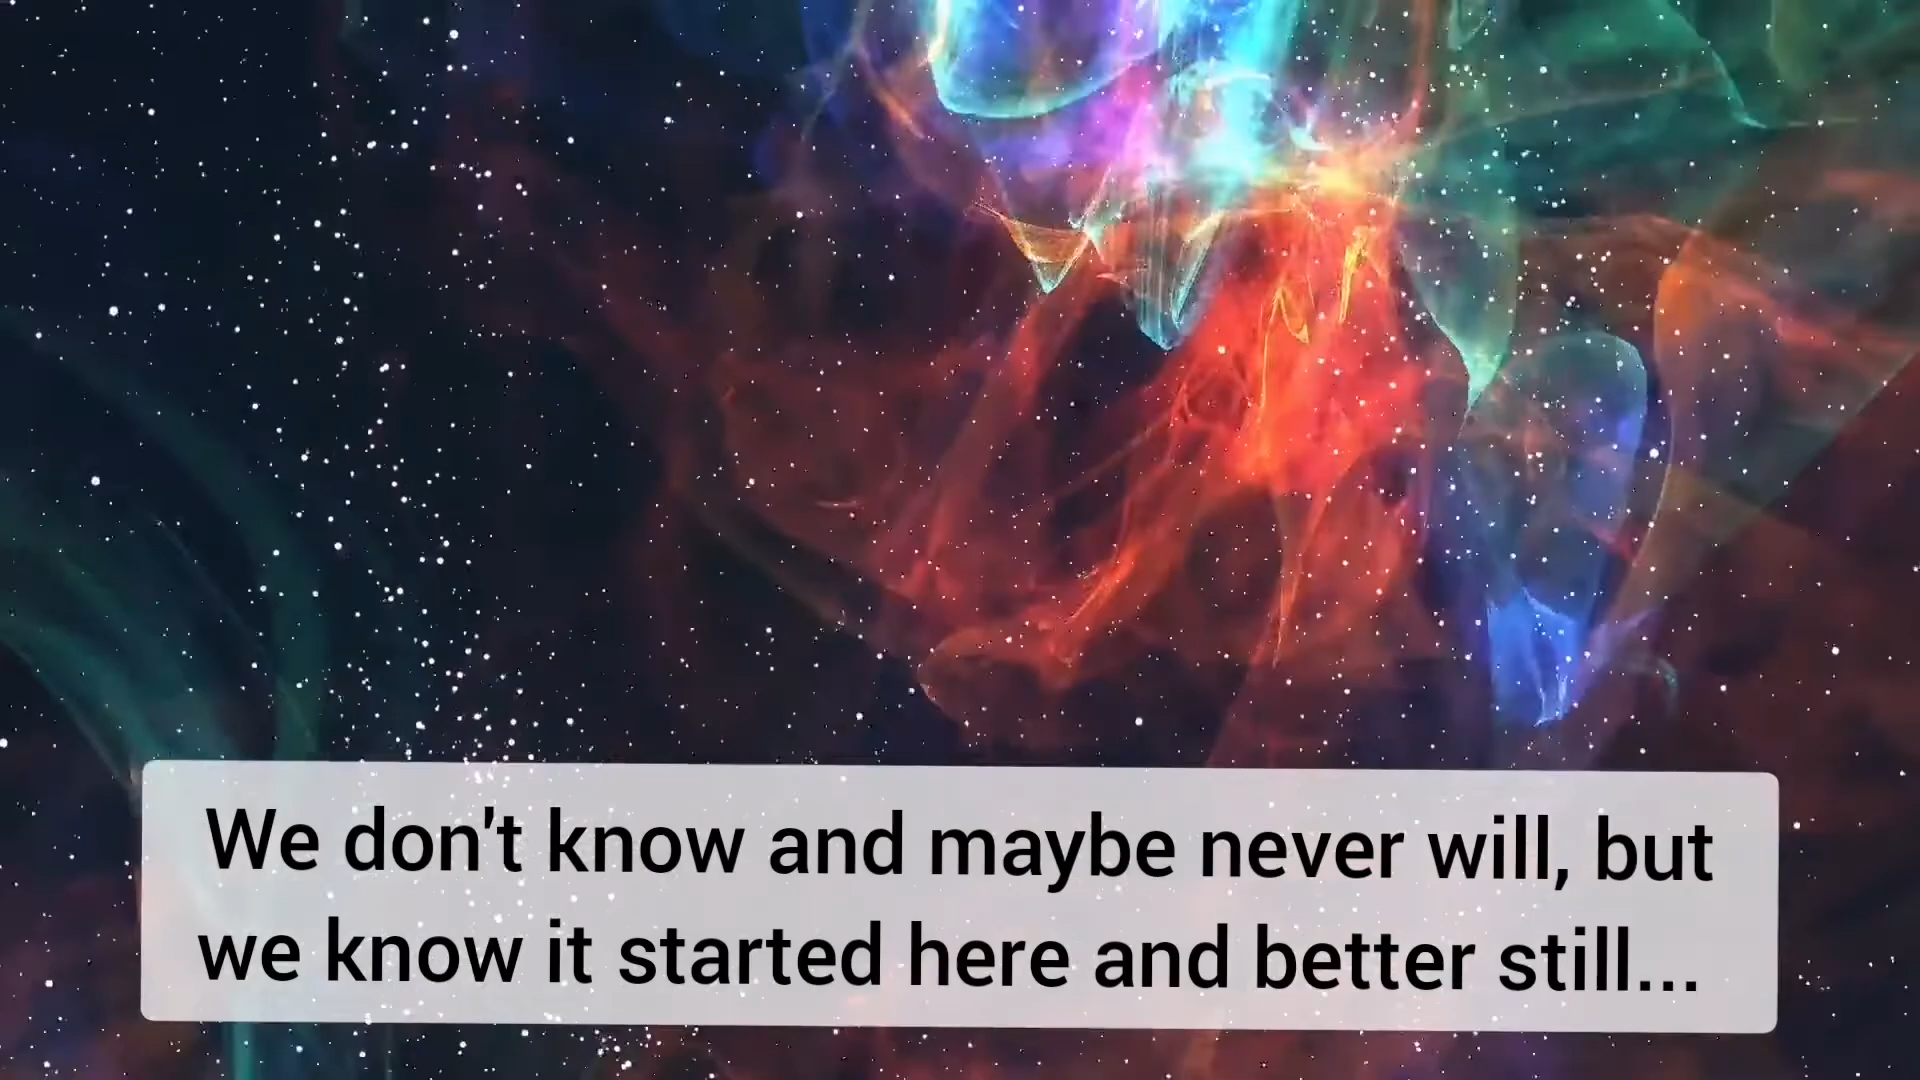 We don't know and maybe never will, but
we know it started here and better still...